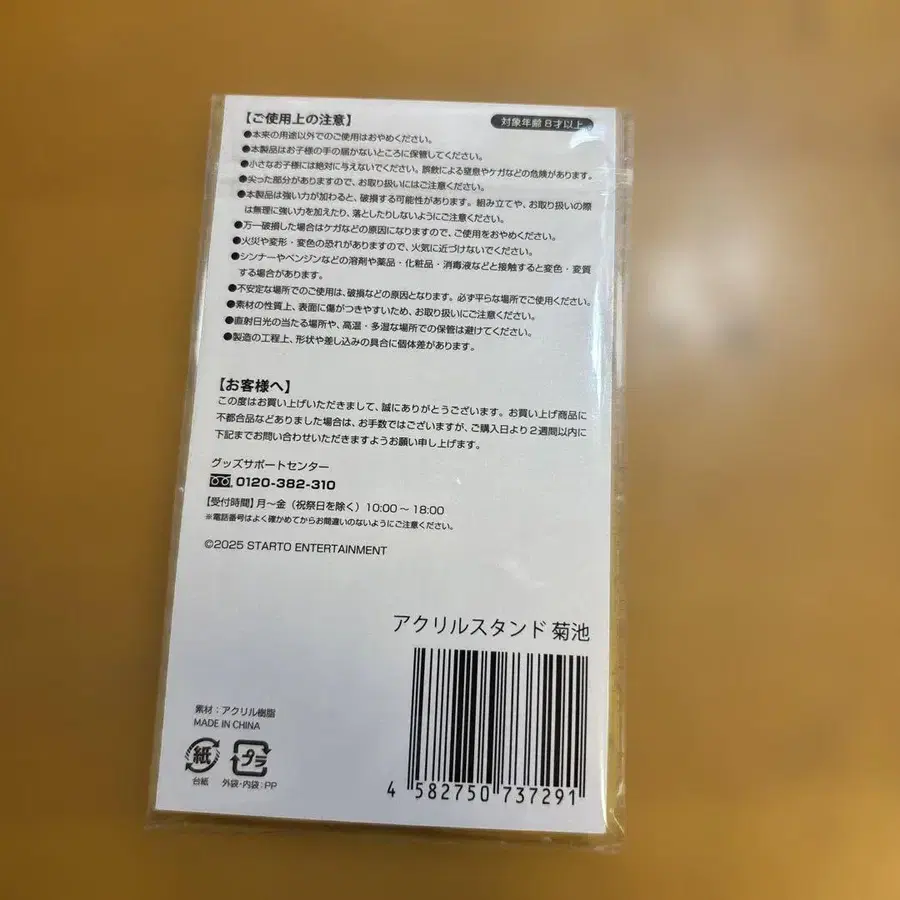 【ご使用上の注意】
対象年齢8才以上
●本来の用途以外でのご使用はおやめください。
●本製品はお子様の手の届かないところに保管してください。
●小さなお子様には絶対に与えないでください。誤飲による窒息やケガなどの危険があります。
●尖った部分がありますので、お取り扱いにはご注意ください。
●本製品は強い力が加わると、破損する可能性があります。組み立てや、お取り扱いの際
は無理に強い力を加えたり、落としたりしないようにご注意ください。
●万一破損した場合はケガなどの原因になりますので、ご使用をおやめください。
●火災や変形・変色の恐れがありますので、火気に近づけないでください。
●シンナーやベンジンなどの溶剤や薬品・化粧品・消毒液などと接触すると変色・変質
する場合があります。
●不安定な場所でのご使用は、破損などの原因となります。必ず平らな場所でご使用ください。
●素材の性質上、表面に傷がつきやすいため、お取り扱いにご注意ください。
●直射日光の当たる場所や、高温・多湿な場所での保管は避けてください。
●製造の工程上、形状や差し込みの具合に個体差があります。
【お客様へ】
この度はお買い上げいただきまして、誠にありがとうございます。お買い上げ商品に
不都合品などありました場合は、お手数ではございますが、ご購入日より2週間以内に
下記までお問い合わせいただきますようお願い申し上げます。
グッズサポートセンター
0120-382-310
【受付時間】月～金（祝祭日を除く）10:00～18:00
※電話番号はよく確かめてからお間違いのないようにご注意ください。
©2025 STARTO ENTERTAINMENT
アクリルスタンド 菊池
素材：アクリル樹脂
MADE IN CHINA
紙
プラ
台紙
外袋・内袋：PP
4 582750 737291